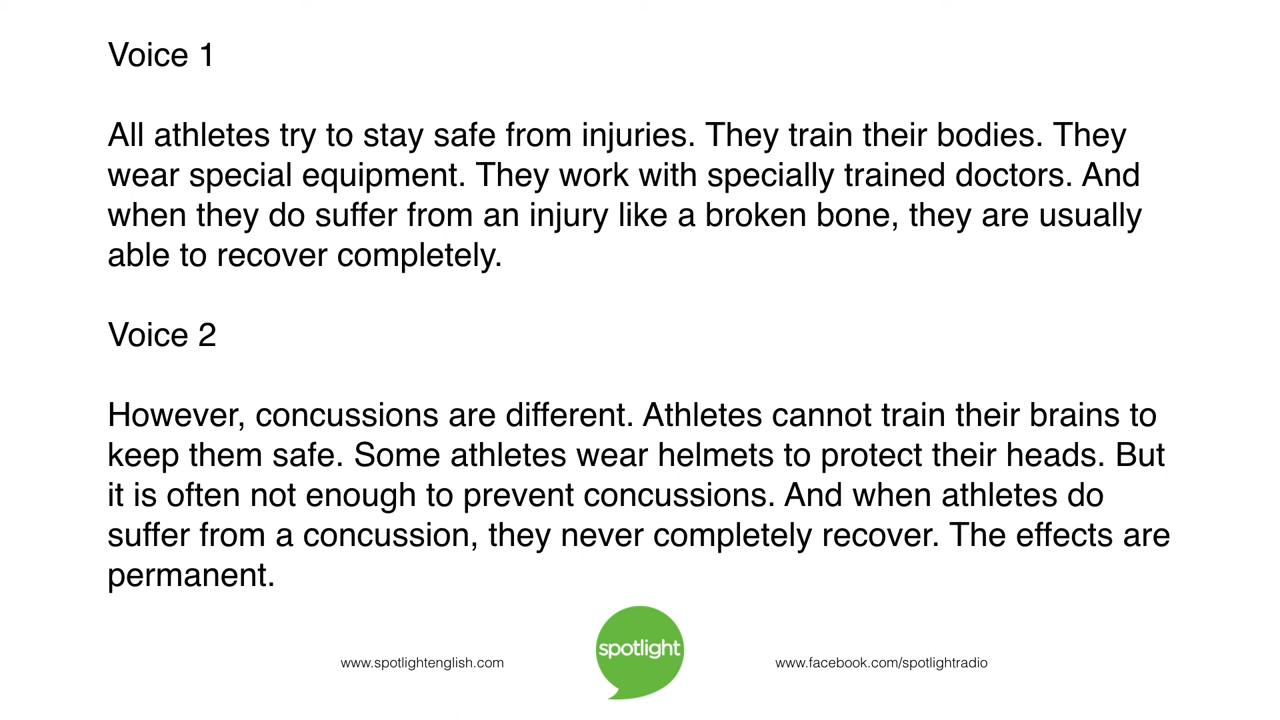 Voice 1
All athletes try to stay safe from injuries. They train their bodies. They
wear special equipment. They work with specially trained doctors. And
when they do suffer from an injury like a broken bone, they are usually
able to recover completely.
Voice 2
However, concussions are different. Athletes cannot train their brains to
keep them safe. Some athletes wear helmets to protect their heads. But
it is often not enough to prevent concussions. And when athletes do
suffer from a concussion, they never completely recover. The effects are
permanent.
www.spotlightenglish.com
spotlight
www.facebook.com/spotlightradio